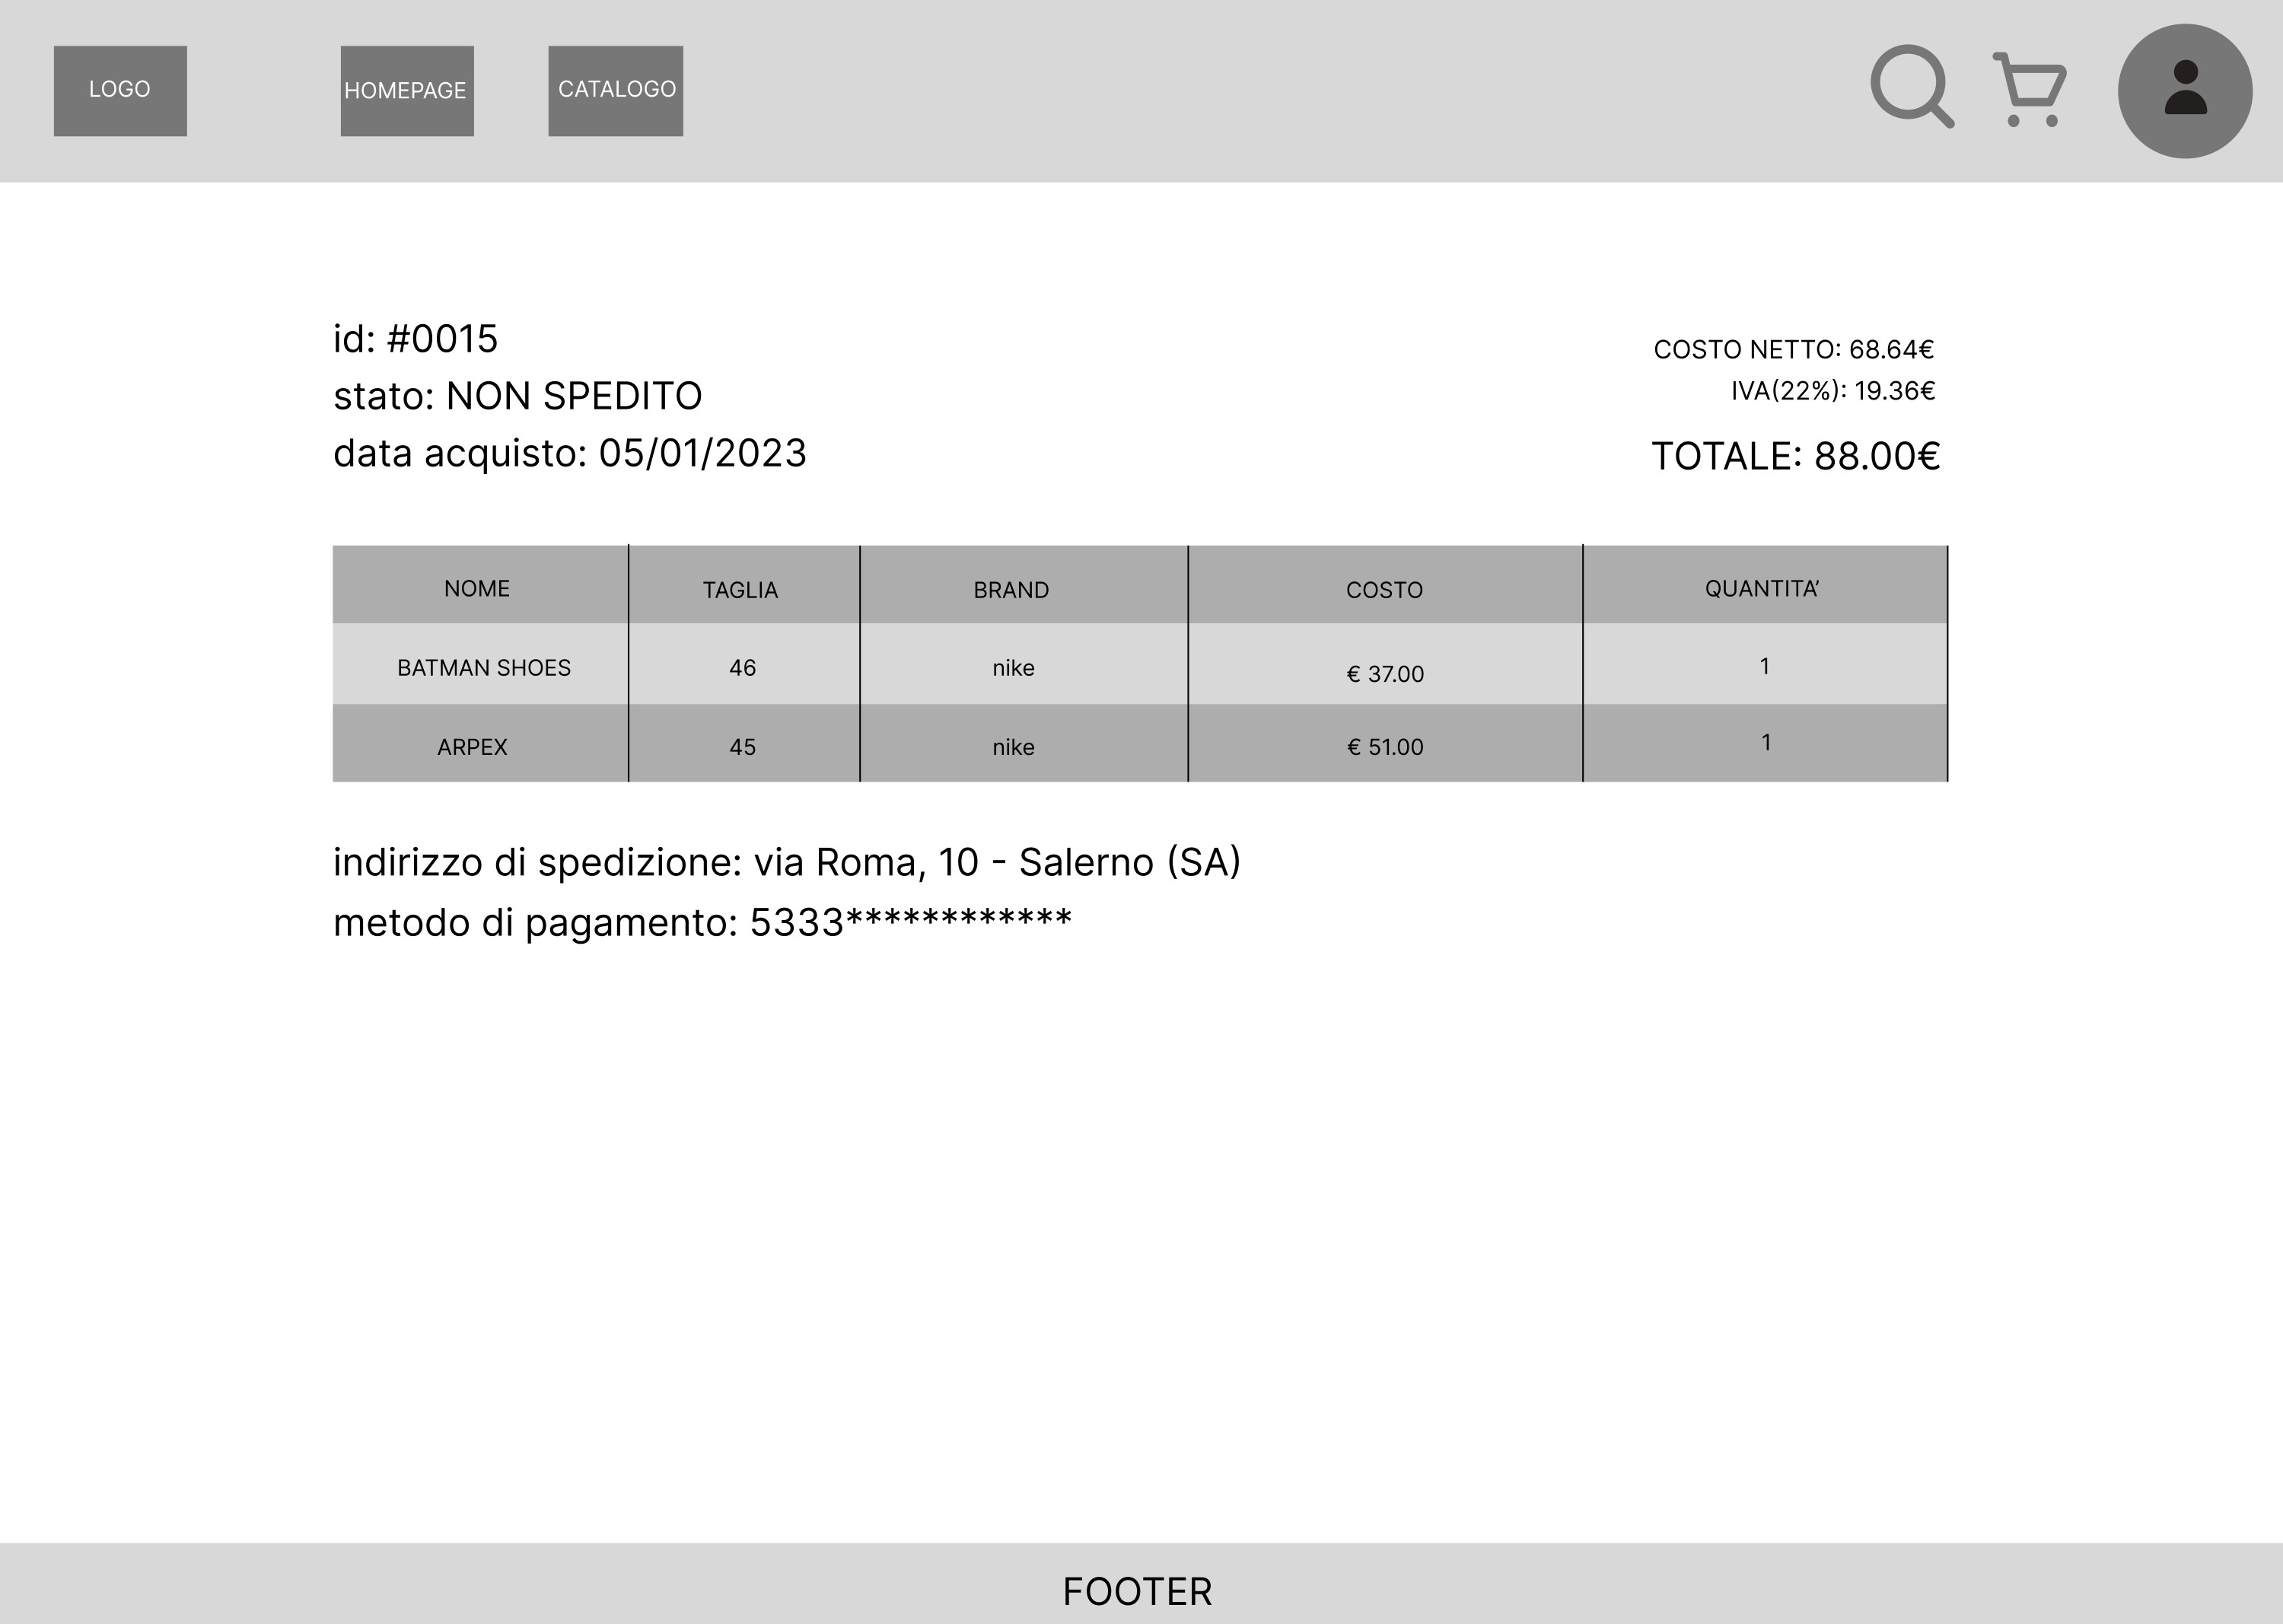 LOGO
HOMEPAGE
CATALOGO
id: #0015
stato: NON SPEDITO
data acquisto: 05/01/2023
COSTO NETTO: 68.64€
IVA(22%): 19.36€
TOTALE: 88.00€
NOME TAGLIA BRAND COSTO QUANTITA’
BATMAN SHOES 46 nike € 37.00 1
ARPEX 45 nike € 51.00 1
indirizzo di spedizione: via Roma, 10 - Salerno (SA)
metodo di pagamento: 5333************
FOOTER